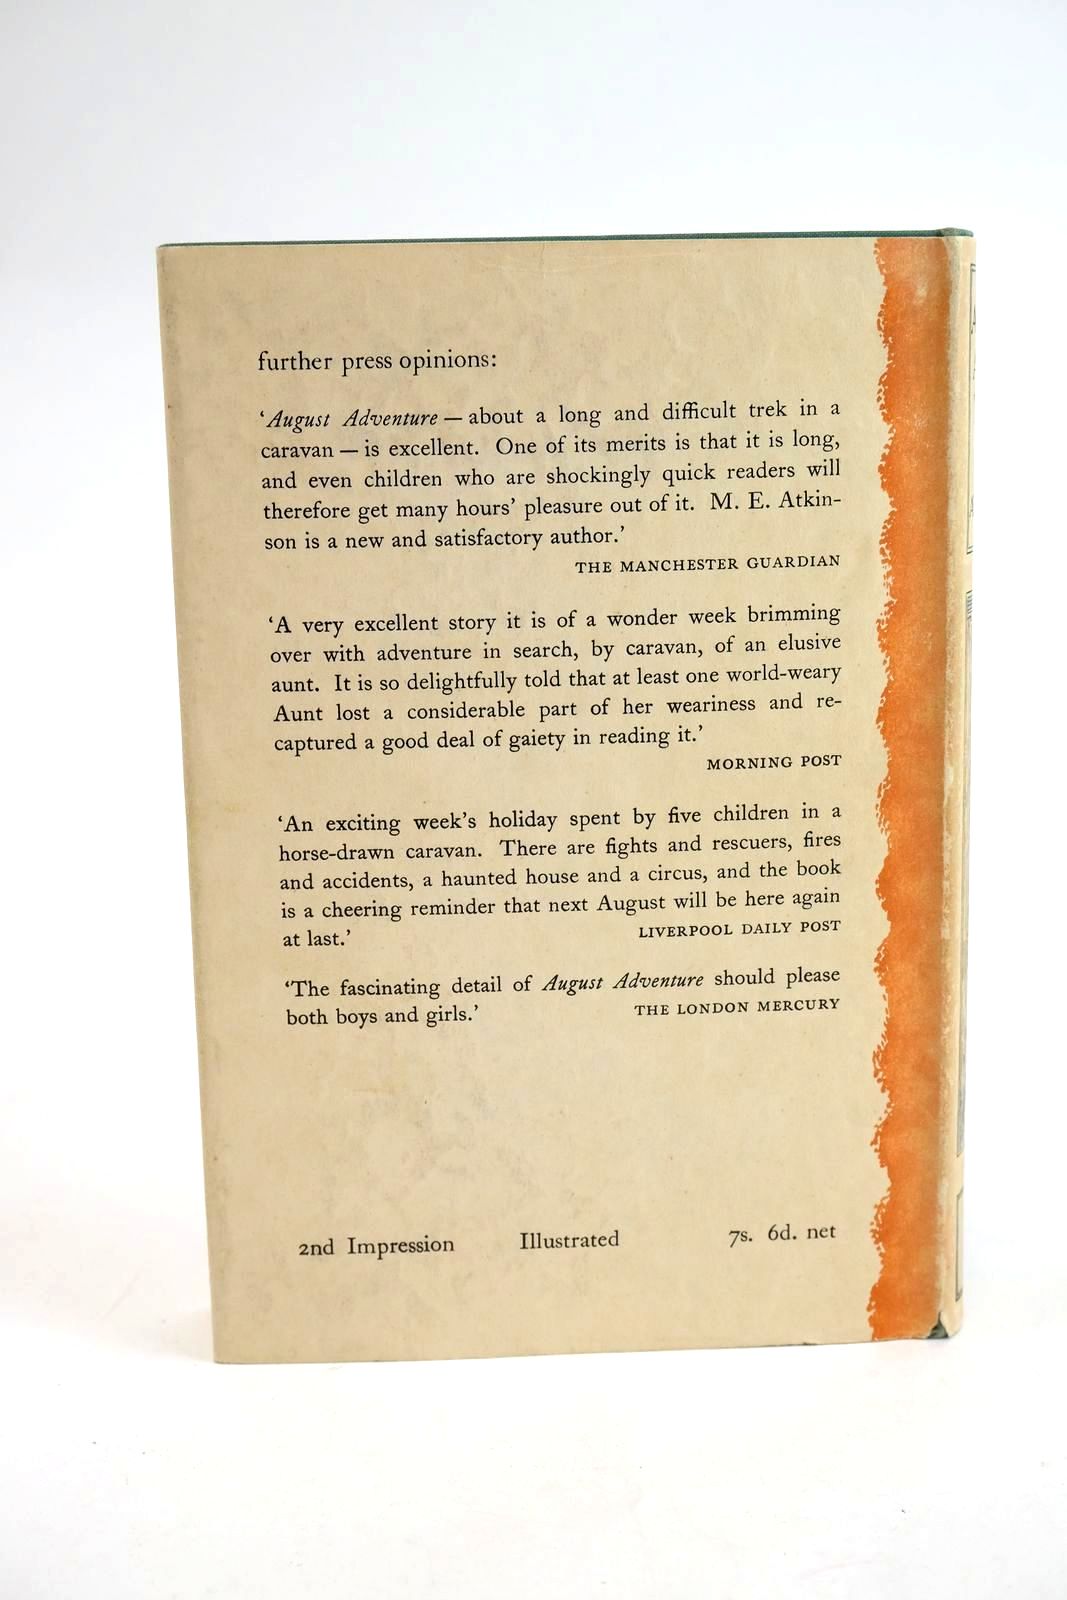 further press opinions:
‘August Adventure — about a long and difficult trek in a
caravan — is excellent. One of its merits is that it is long,
and even children who are shockingly quick readers will
therefore get many hours’ pleasure out of it. M. E. Atkin-
son is a new and satisfactory author.’
THE MANCHESTER GUARDIAN
‘A very excellent story it is of a wonder week brimming
over with adventure in search, by caravan, of an elusive
aunt. It is so delightfully told that at least one world-weary
Aunt lost a considerable part of her weariness and re-
captured a good deal of gaiety in reading it.’
MORNING POST
‘An exciting week’s holiday spent by five children in a
horse-drawn caravan. There are fights and rescuers, fires
and accidents, a haunted house and a circus, and the book
is a cheering reminder that next August will be here again
at last.’ LIVERPOOL DAILY POST
‘The fascinating detail of August Adventure should please
both boys and girls.’ THE LONDON MERCURY
2nd Impression Illustrated 7s. 6d. net